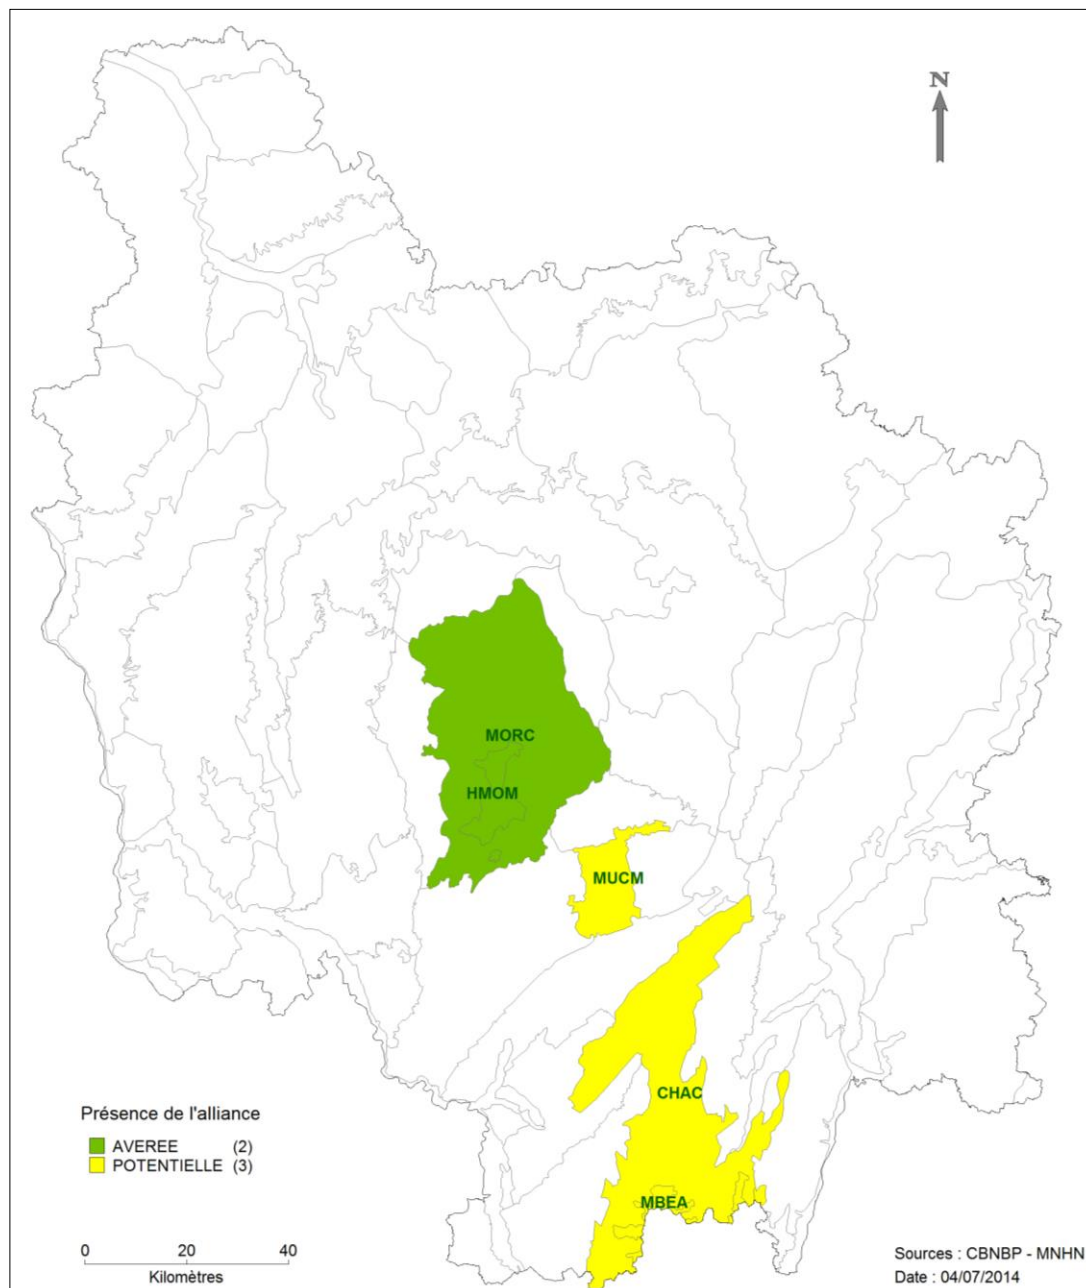 N
MORC
HMOM
MUCM
CHAC
MBEA
Présence de l'alliance
AVEREE (2)
POTENTIELLE (3)
0 20 40
Kilomètres
Sources : CBNBP - MNHN
Date : 04/07/2014